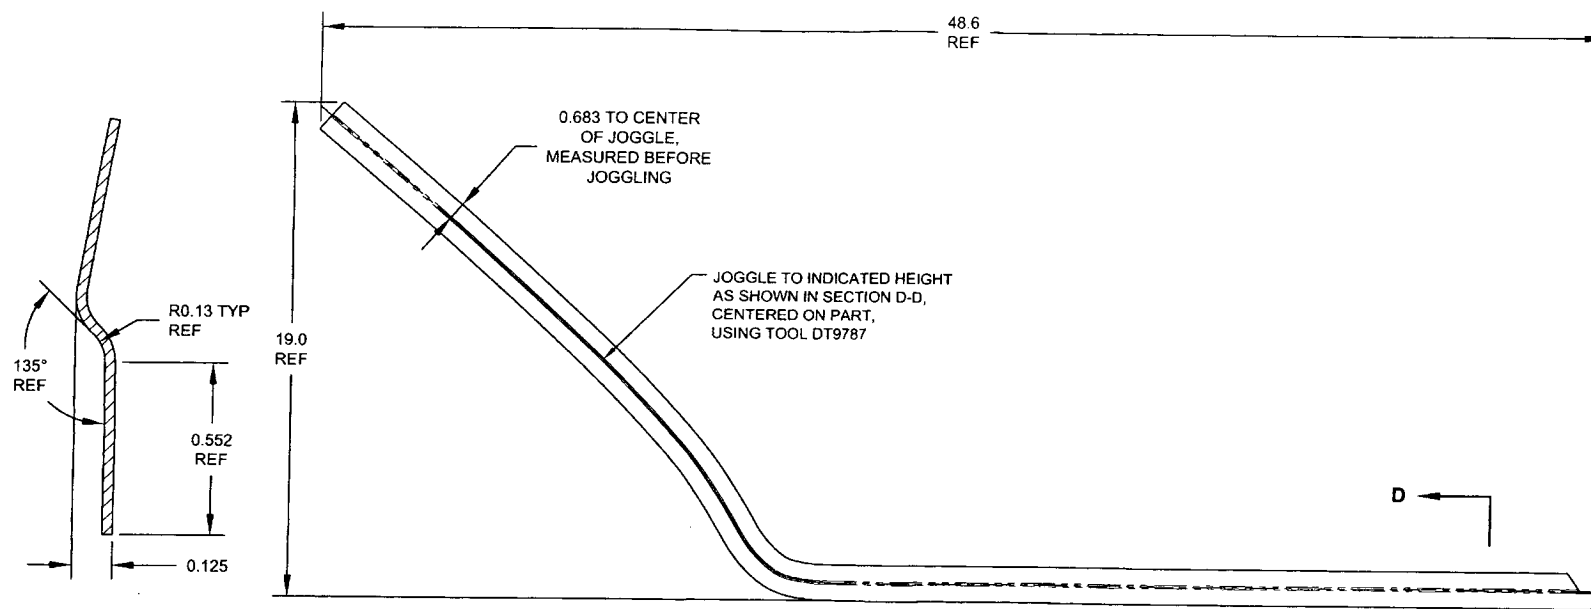 48.6
REF
0.683 TO CENTER
OF JOGGLE,
MEASURED BEFORE
JOGGLING
JOGGLE TO INDICATED HEIGHT
AS SHOWN IN SECTION D-D,
CENTERED ON PART,
USING TOOL DT9787
R0.13 TYP
REF
19.0
REF
135°
REF
0.552
REF
D
0.125